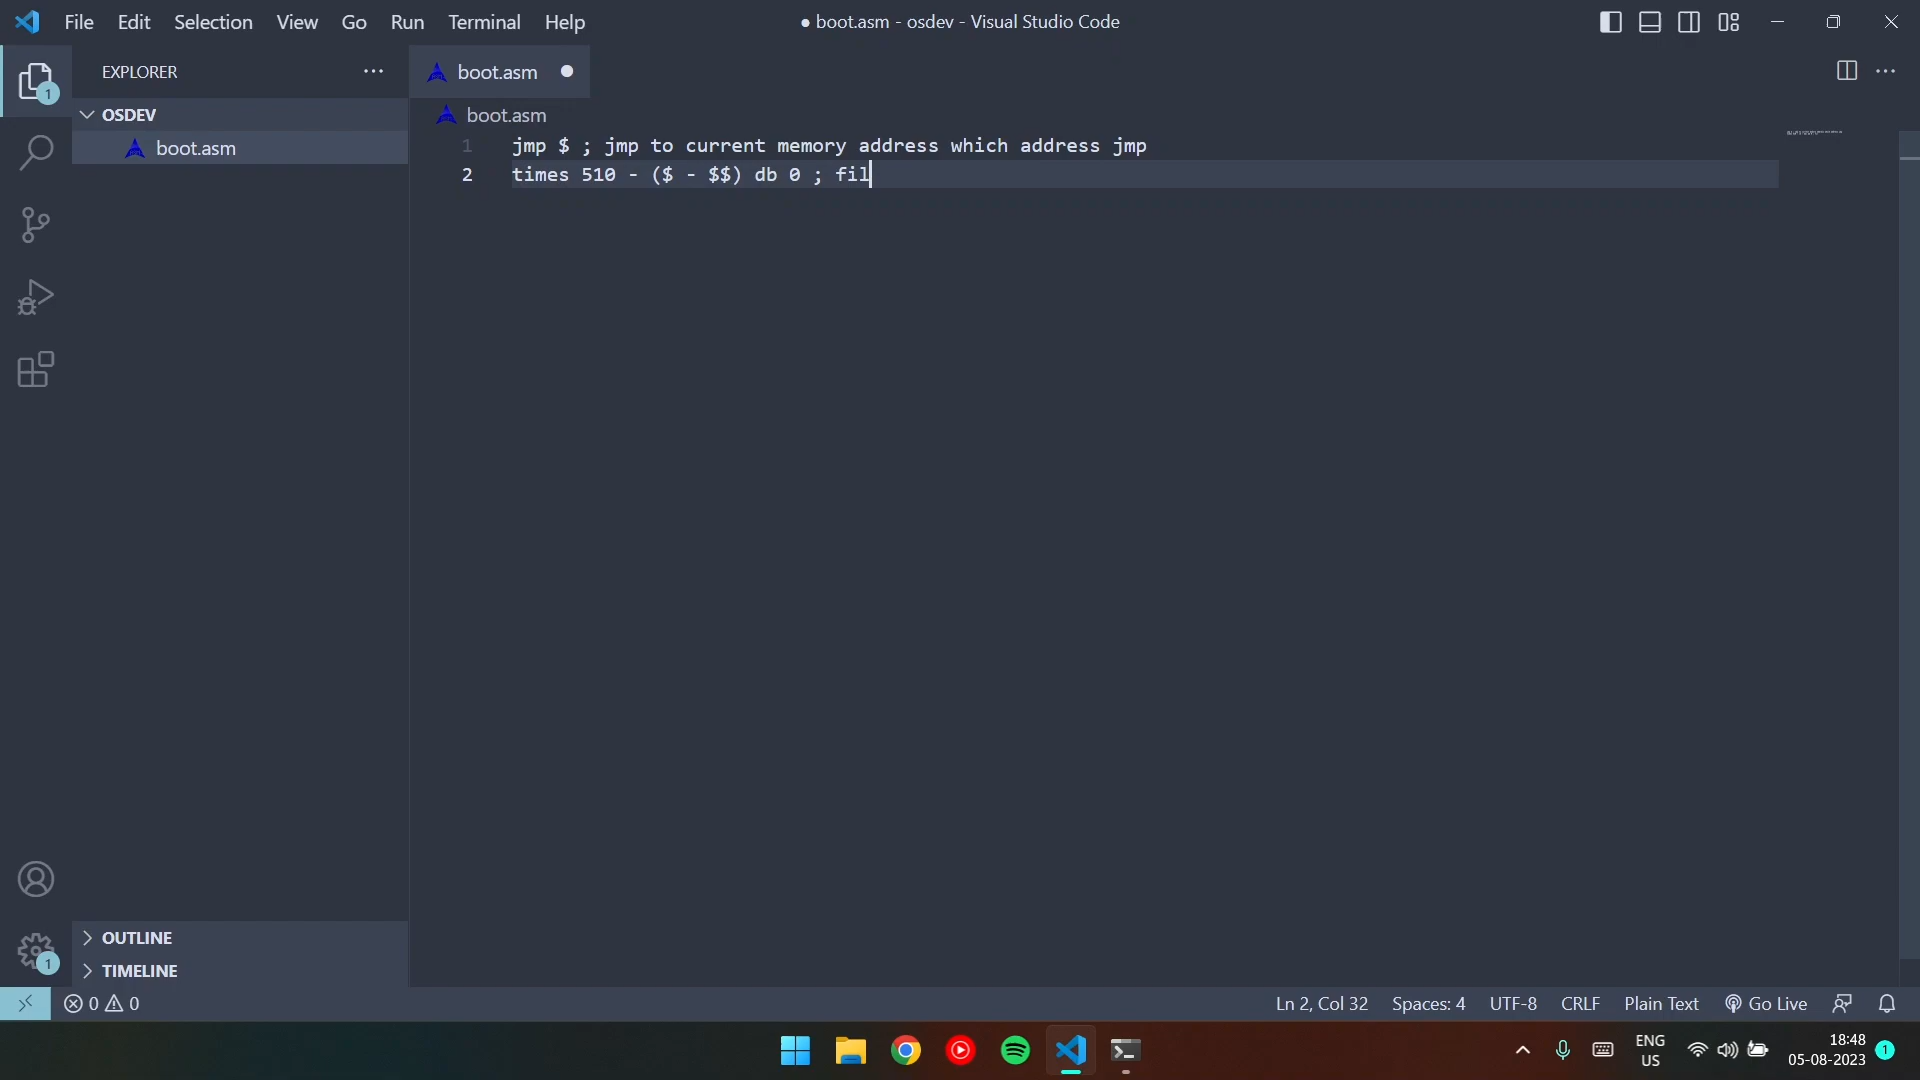 File Edit Selection View Go Run Terminal Help
● boot.asm - osdev - Visual Studio Code
EXPLORER
boot.asm
1
OSDEV
boot.asm
boot.asm
1 jmp $ ; jmp to current memory address which address jmp
2 times 510 - ($ - $$) db 0 ; fil
OUTLINE
1
TIMELINE
0 0
Ln 2, Col 32 Spaces: 4 UTF-8 CRLF Plain Text Go Live
ENG
US
18:48
05-08-2023
1